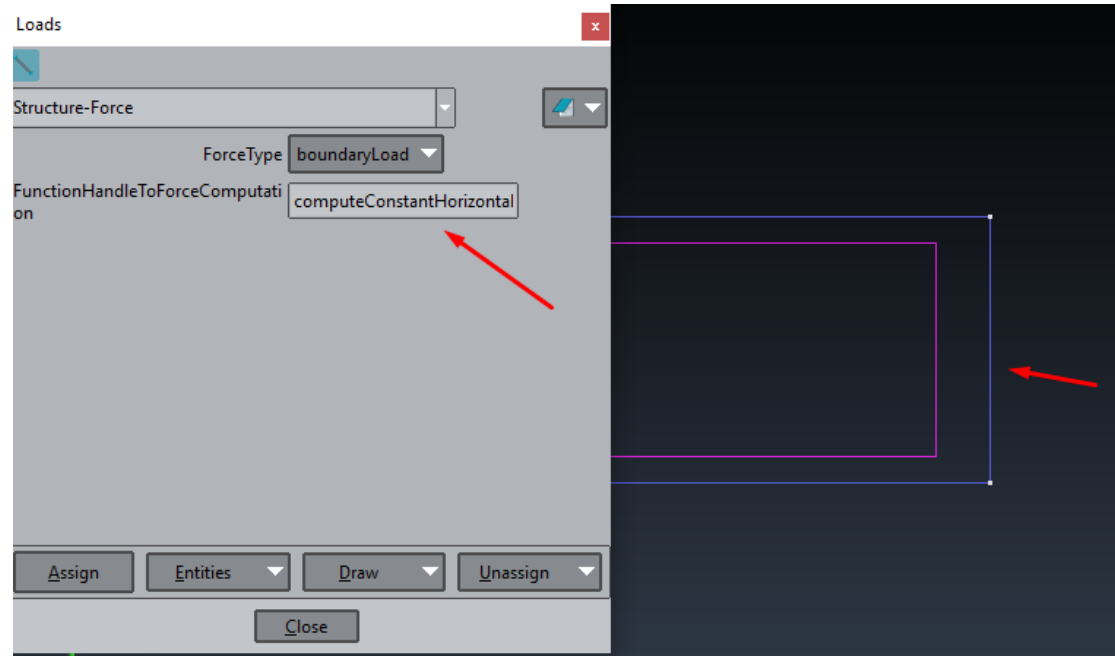 Loads
x
Structure-Force
ForceType boundaryLoad
FunctionHandleToForceComputati
on
computeConstantHorizontal
Assign Entities Draw Unassign
Close